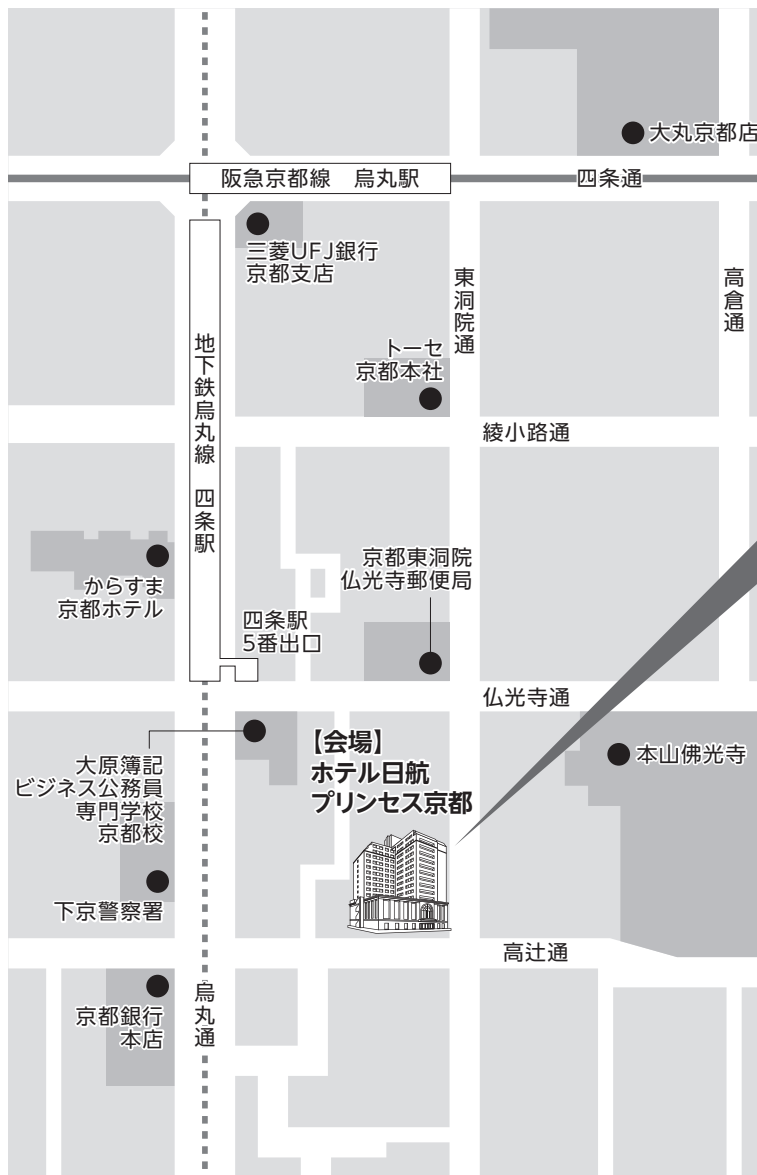 大丸京都店
阪急京都線　烏丸駅
四条通
三菱UFJ銀行
京都支店
東洞院通
高倉通
地下鉄烏丸線　四条駅
トーセ
京都本社
綾小路通
からすま
京都ホテル
京都東洞院
仏光寺郵便局
四条駅
5番出口
仏光寺通
大原簿記
ビジネス公務員
専門学校
京都校
【会場】
ホテル日航
プリンセス京都
本山佛光寺
下京警察署
高辻通
京都銀行
本店
烏丸通